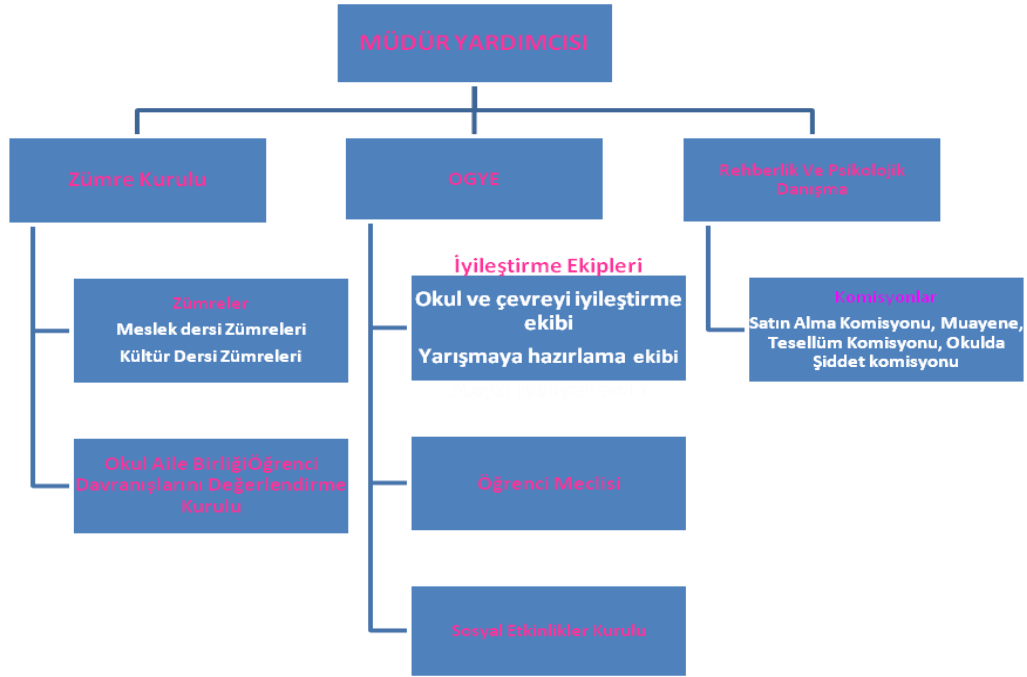 MÜDÜR YARDIMCISI
Zümre Kurulu
OGYE
Rehberlik Ve Psikolojik
Danışma
Zümreler
Meslek dersi Zümreleri
Kültür Dersi Zümreleri
İyileştirme Ekipleri
Okul ve çevreyi iyileştirme
ekibi
Yarışmaya hazırlama ekibi
Komisyonlar
Satın Alma Komisyonu, Muayene,
Tesellüm Komisyonu, Okulda
Şiddet komisyonu
Okul Aile BirliğiÖğrenci
Davranışlarını Değerlendirme
Kurulu
Öğrenci Meclisi
Sosyal Etkinlikler Kurulu